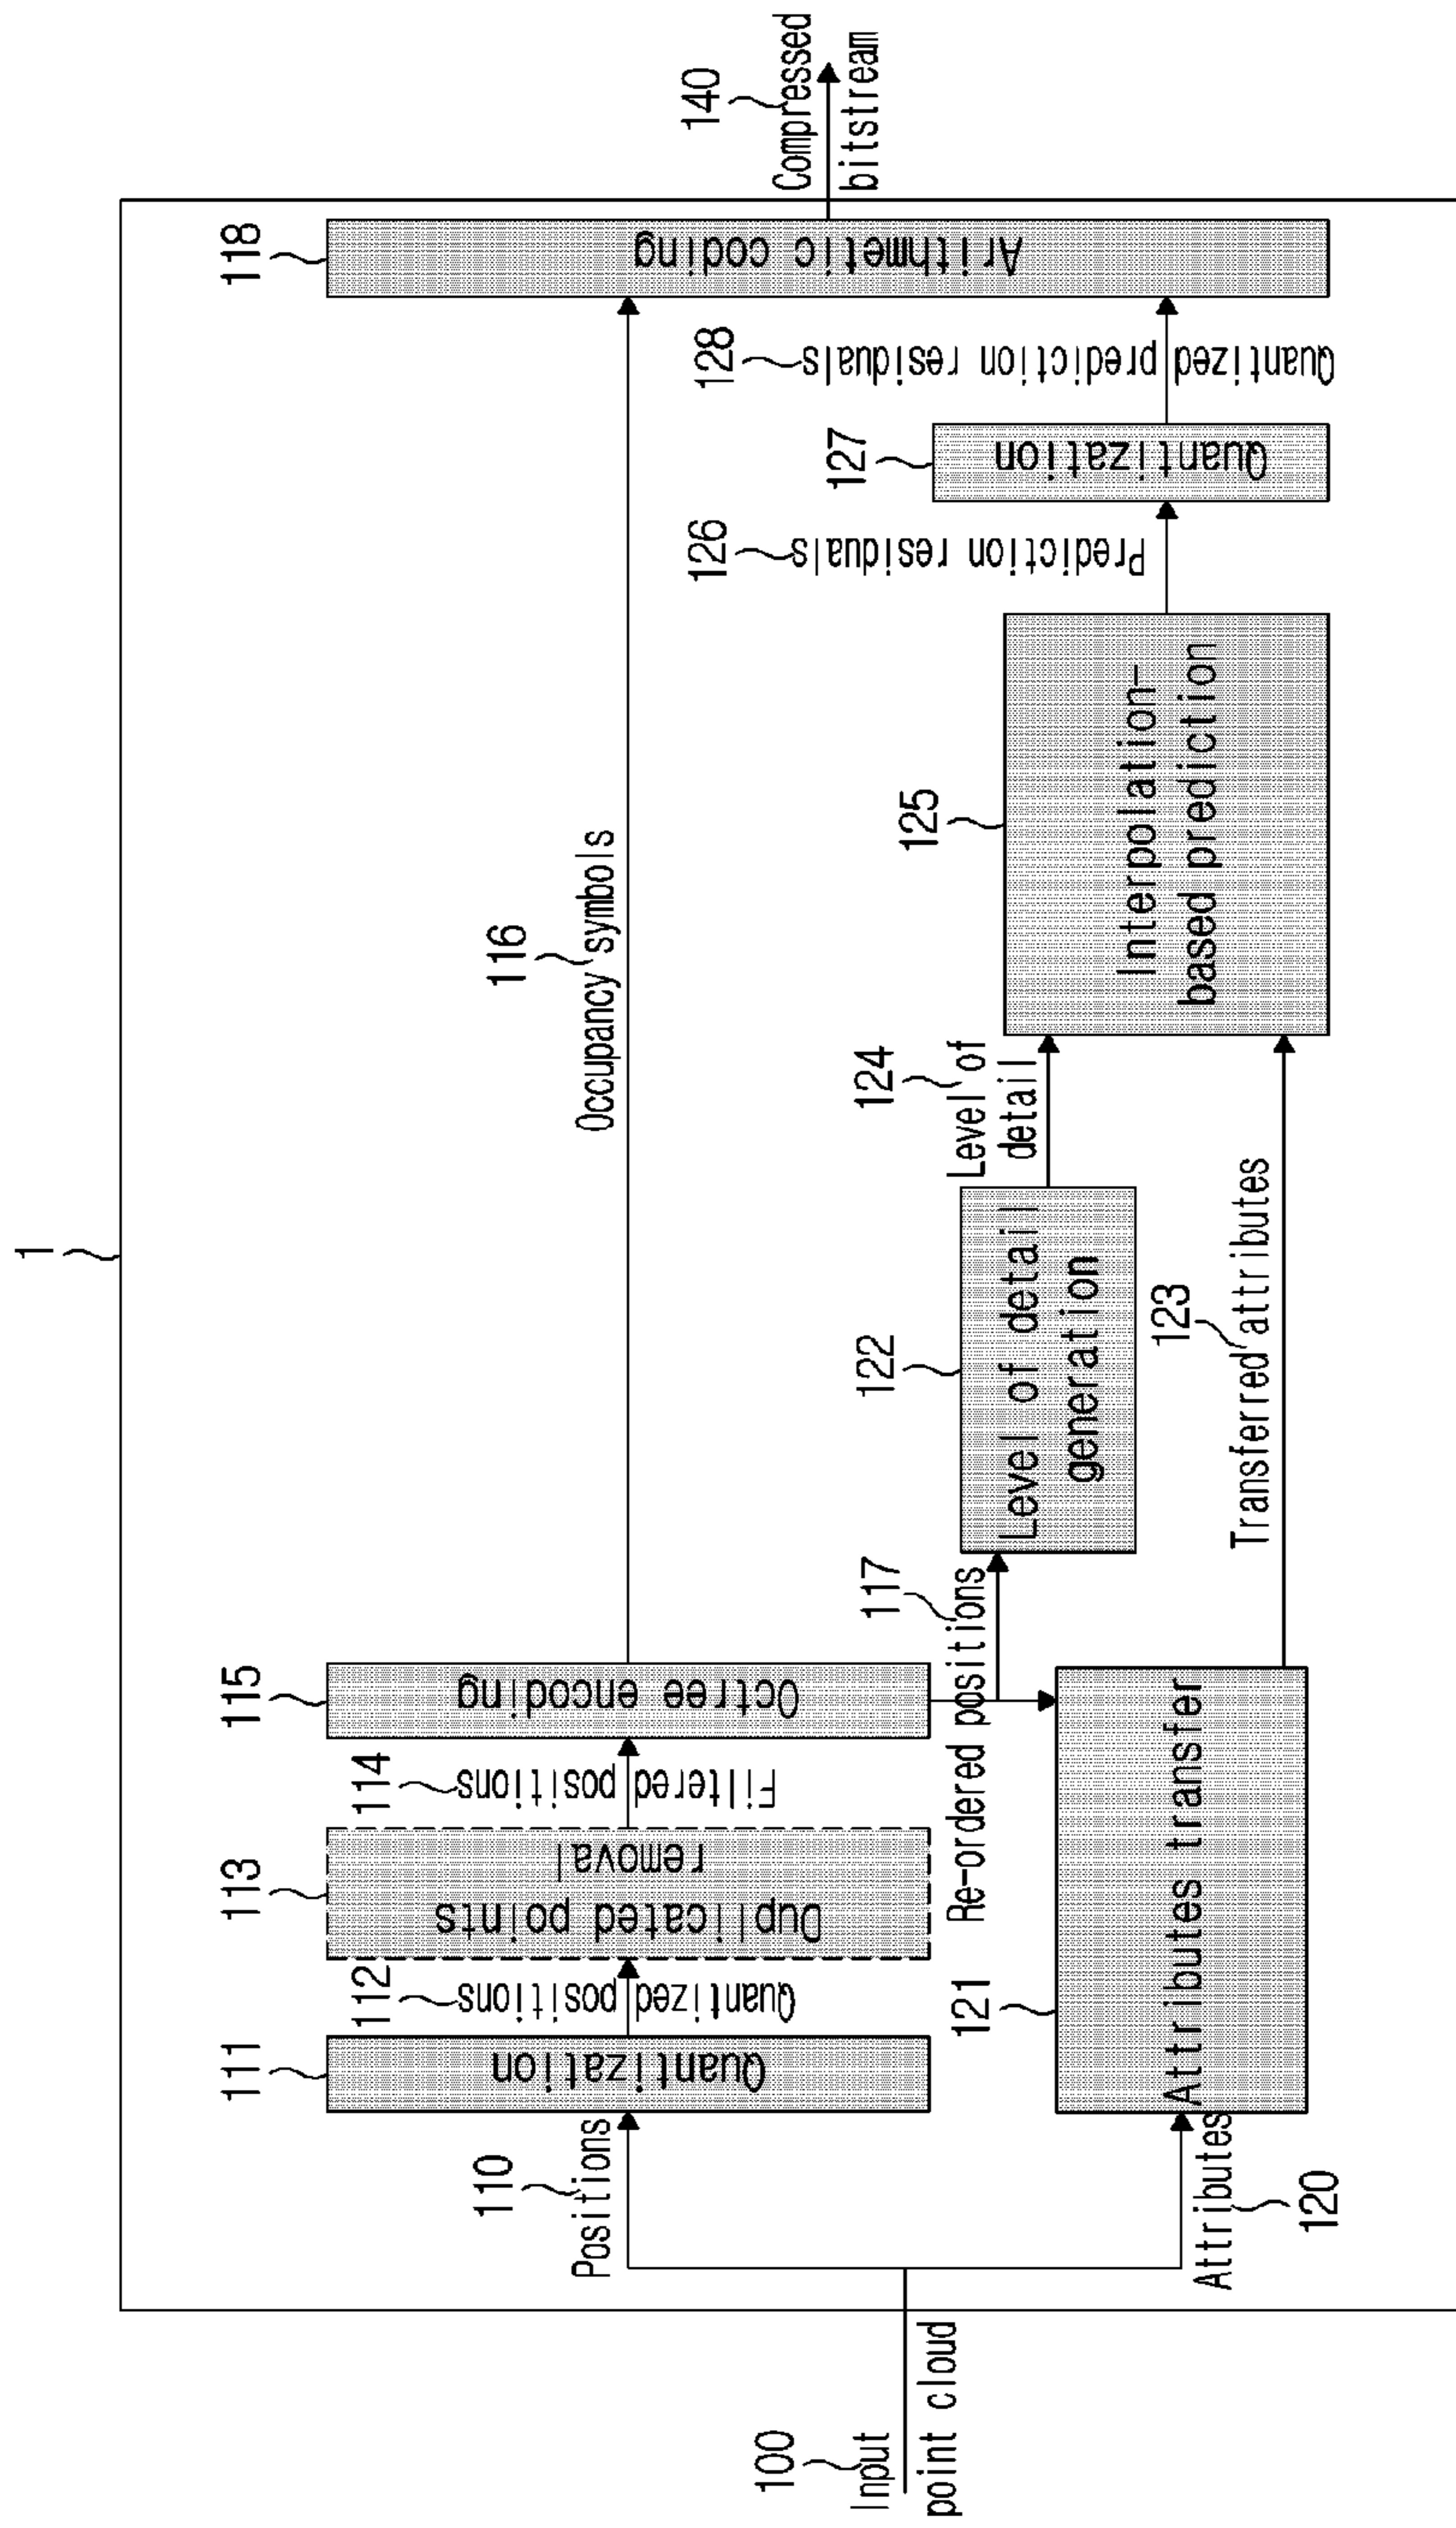 1
100
Input
point cloud
110
Positions
Attributes
120
111
Quantization
112
Quantized positions
113
Duplicated points
removal
114
Filtered positions
115
Octree encoding
116
Occupancy symbols
117
Re-ordered positions
121
Attributes transfer
122
Level of detail
generation
123
Transferred attributes
124
Level of
detail
125
Interpolation-
based prediction
126
Prediction residuals
127
Quantization
128
Quantized prediction residuals
118
Arithmetic coding
140
Compressed
bitstream